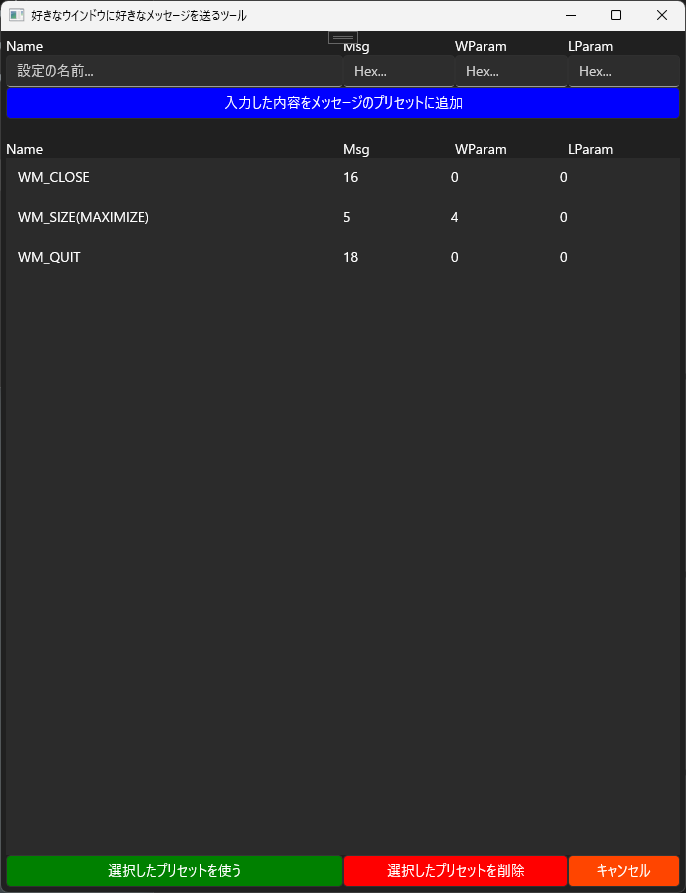 好きなウインドウに好きなメッセージを送るツール
Name Msg WParam LParam
設定の名前... Hex... Hex... Hex...
入力した内容をメッセージのプリセットに追加
Name Msg WParam LParam
WM_CLOSE 16 0 0
WM_SIZE(MAXIMIZE) 5 4 0
WM_QUIT 18 0 0
選択したプリセットを使う 選択したプリセットを削除 キャンセル